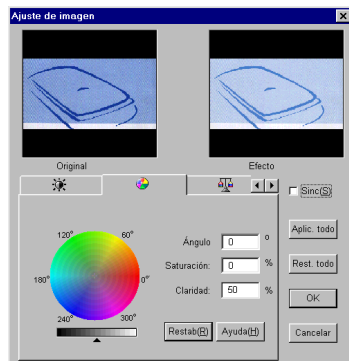 Ajuste de imagen
Original
Efecto
Sinc(S)
120°
60°
180°
0°
240°
300°
Ángulo 0 °
Saturación: 0 %
Claridad: 50 %
Restab(R)
Ayuda(H)
Aplic. todo
Rest. todo
OK
Cancelar